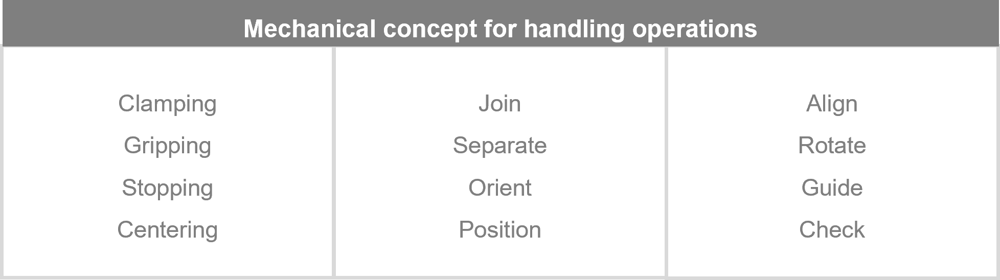 Mechanical concept for handling operations
Clamping
Gripping
Stopping
Centering
Join
Separate
Orient
Position
Align
Rotate
Guide
Check